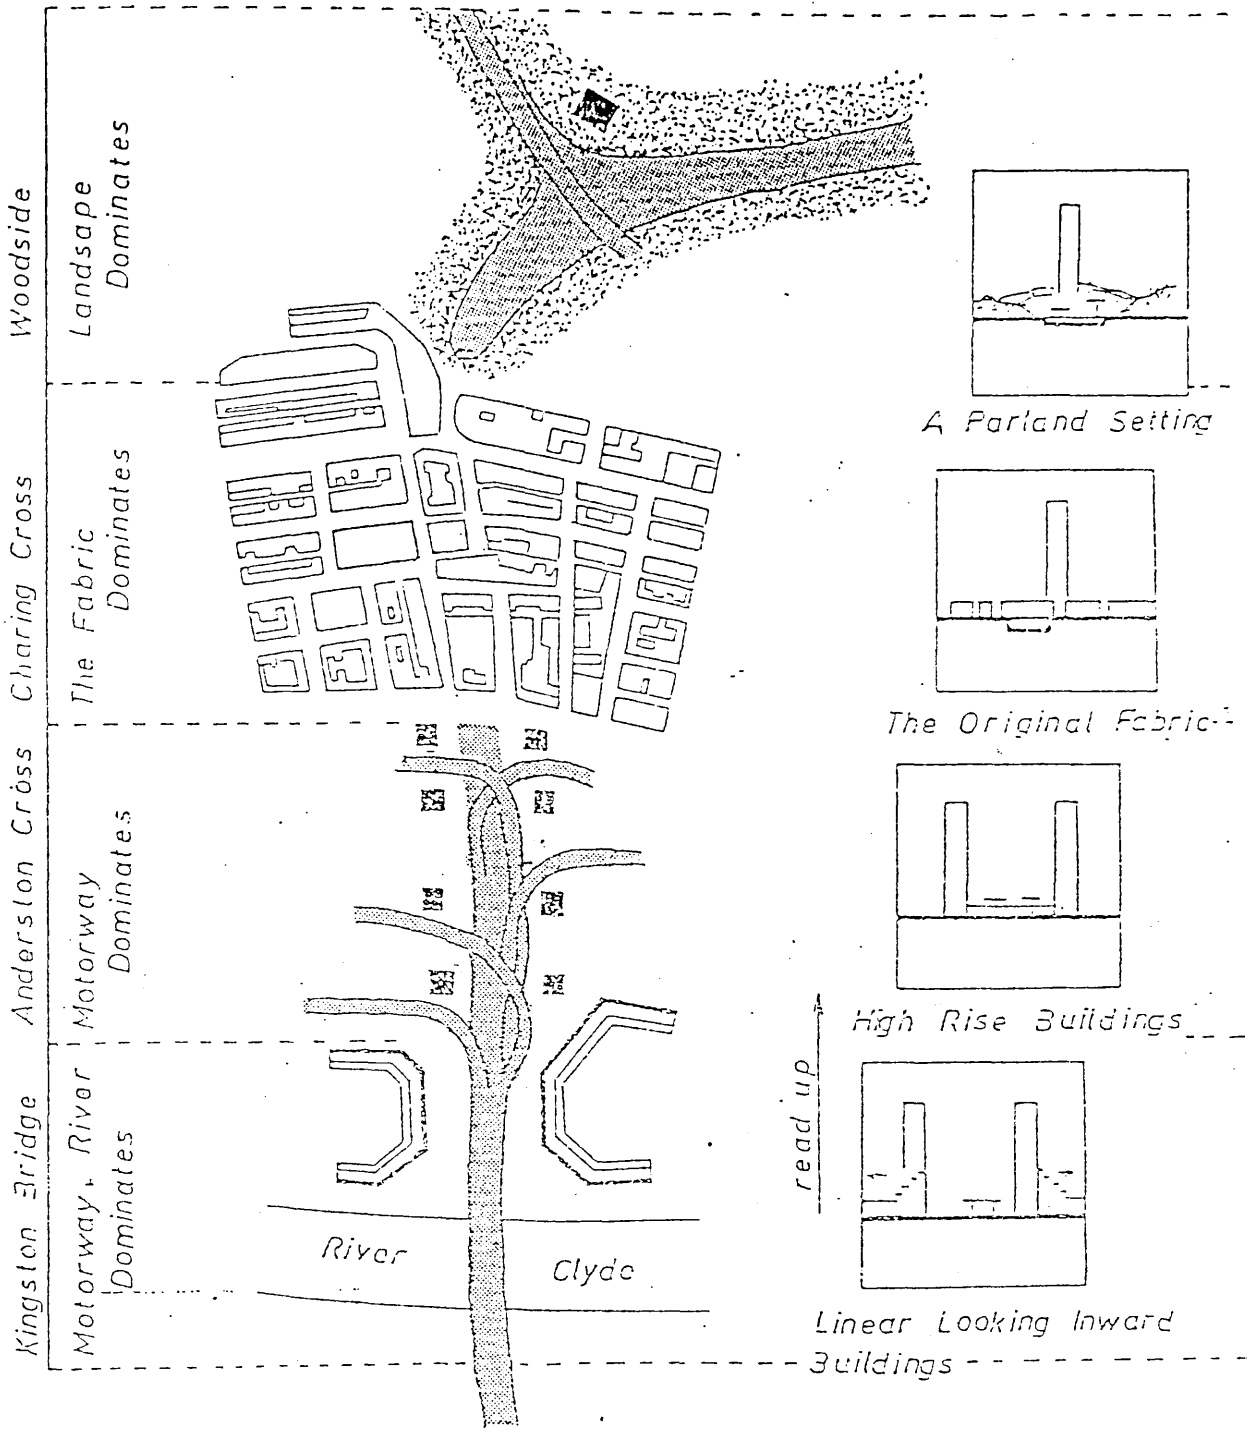 Woodside
Landsape
Dominates
A Parland Setting
Charing Cross
The Fabric
Dominates
The Original Fabric
Anderston Cross
Motorway
Dominates
High Rise Buildings
Kingston Bridge
Motorway, River
Dominates
read up
River
Clyde
Linear Looking Inward
Buildings